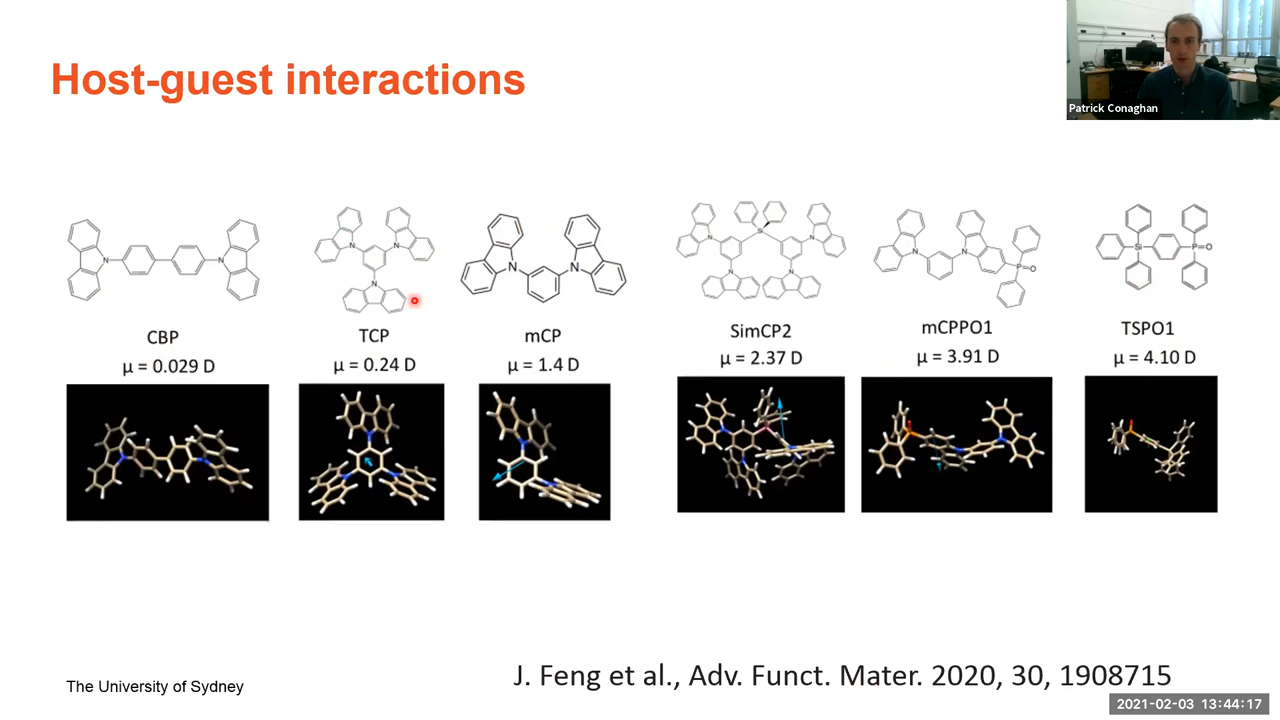 Host-guest interactions
Patrick Conaghan
N
N
N
N
N
N
N
N
N
Si
N
N
N
N
P
O
Si
P
O
CBP
μ = 0.029 D
TCP
μ = 0.24 D
mCP
μ = 1.4 D
SimCP2
μ = 2.37 D
mCPPO1
μ = 3.91 D
TSPO1
μ = 4.10 D
The University of Sydney
J. Feng et al., Adv. Funct. Mater. 2020, 30, 1908715
2021-02-03 13:44:17